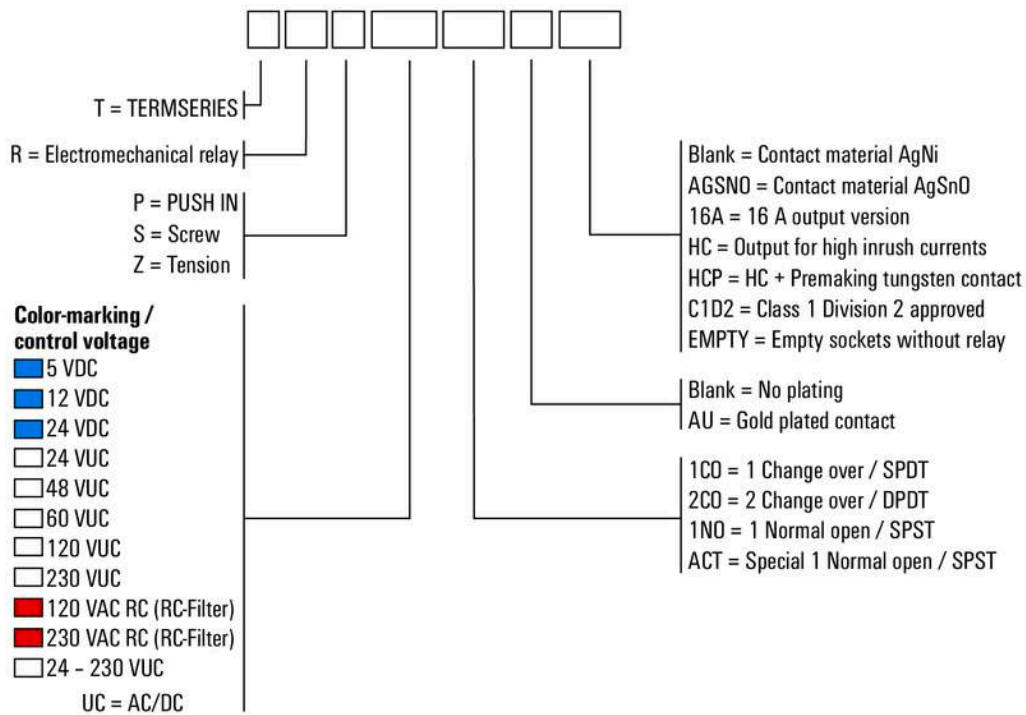 T = TERMSERIES
R = Electromechanical relay
P = PUSH IN
S = Screw
Z = Tension
Color-marking /
control voltage
5 VDC
12 VDC
24 VDC
24 VUC
48 VUC
60 VUC
120 VUC
230 VUC
120 VAC RC (RC-Filter)
230 VAC RC (RC-Filter)
24 – 230 VUC
UC = AC/DC
Blank = Contact material AgNi
AGSNO = Contact material AgSnO
16A = 16 A output version
HC = Output for high inrush currents
HCP = HC + Premaking tungsten contact
C1D2 = Class 1 Division 2 approved
EMPTY = Empty sockets without relay
Blank = No plating
AU = Gold plated contact
1CO = 1 Change over / SPDT
2CO = 2 Change over / DPDT
1NO = 1 Normal open / SPST
ACT = Special 1 Normal open / SPST